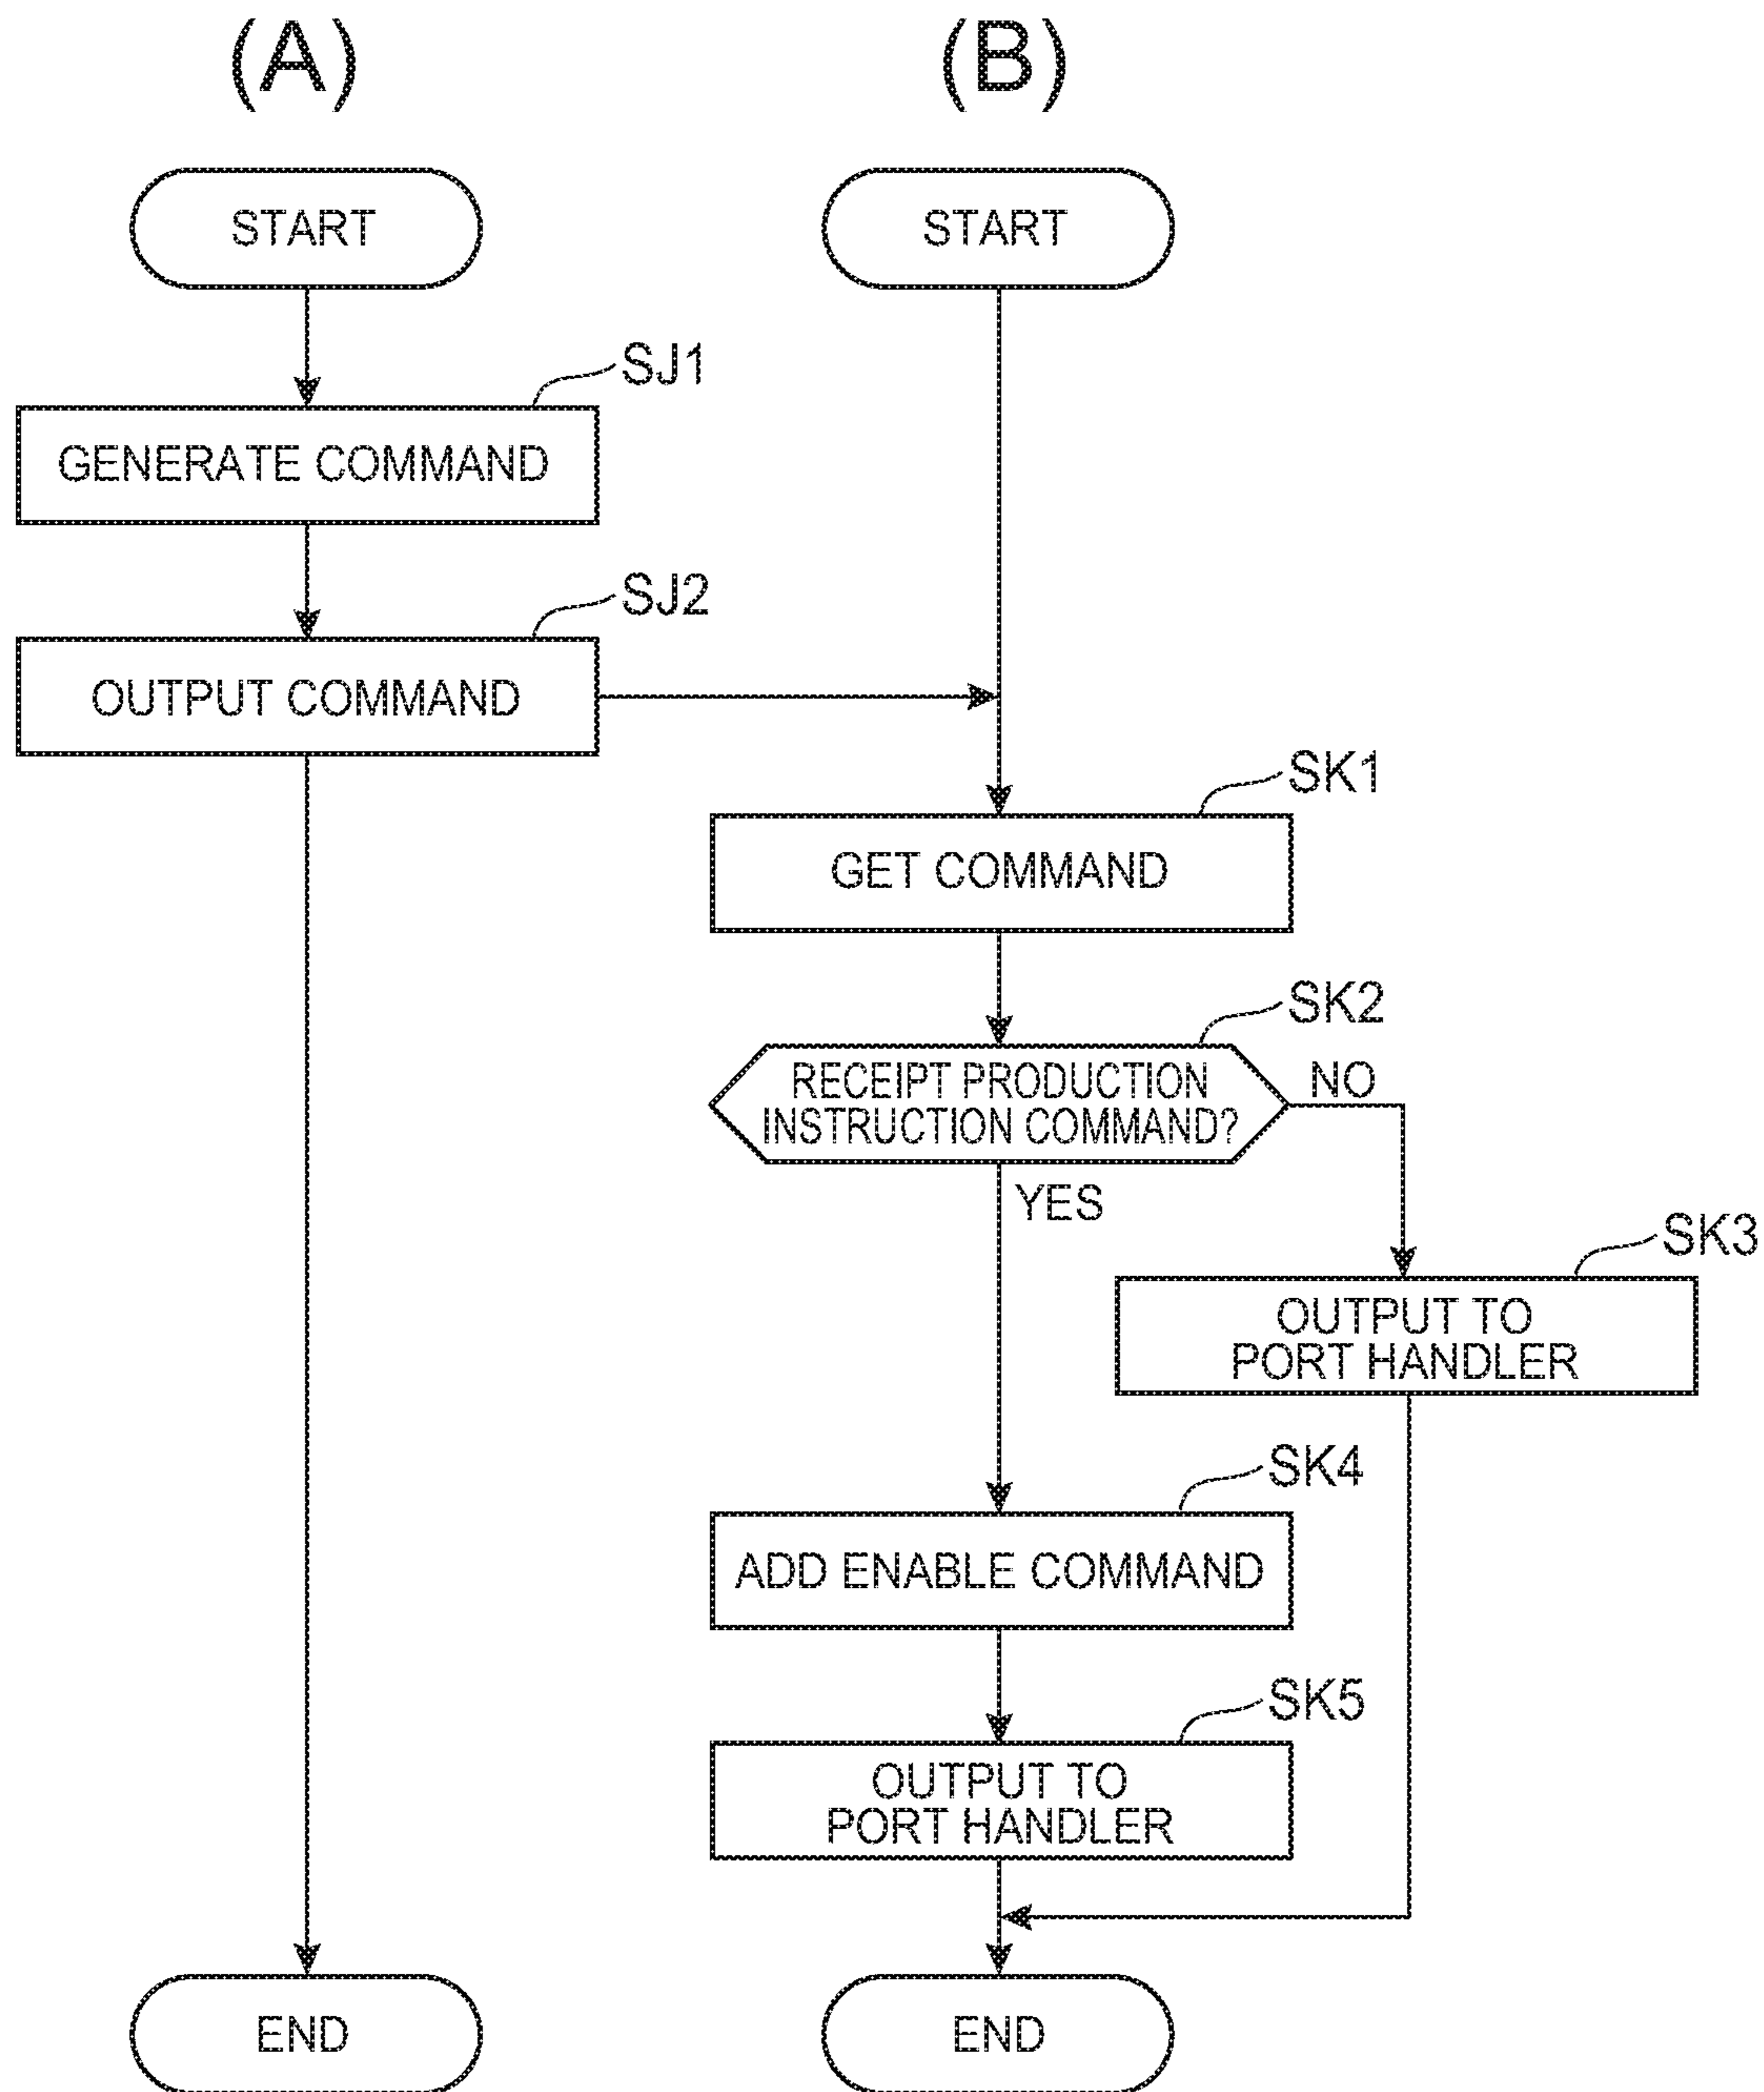 (A)
(B)
START
START
SJ1
GENERATE COMMAND
SJ2
OUTPUT COMMAND
SK1
GET COMMAND
SK2
RECEIPT PRODUCTION
INSTRUCTION COMMAND?
NO
YES
SK3
OUTPUT TO
PORT HANDLER
SK4
ADD ENABLE COMMAND
SK5
OUTPUT TO
PORT HANDLER
END
END